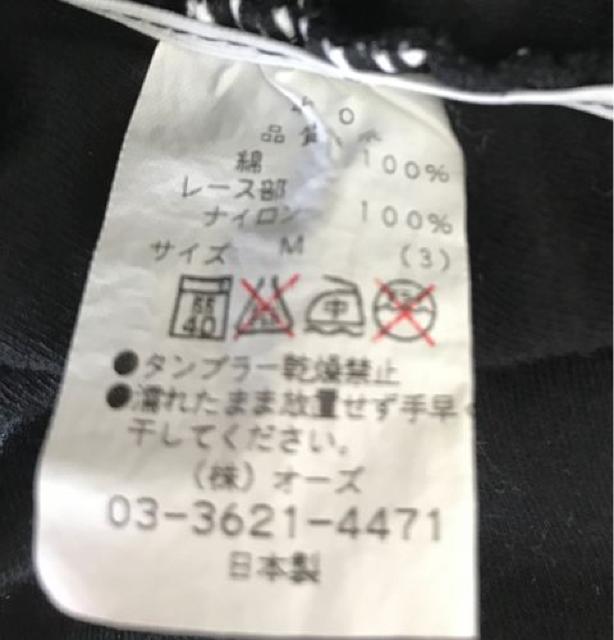 品質
綿 100%
レース部
ナイロン 100%
サイズ M (3)
40 中
●タンブラー乾燥禁止
●濡れたまま放置せず手早く
干してください。
(株)オーズ
03-3621-4471
日本製